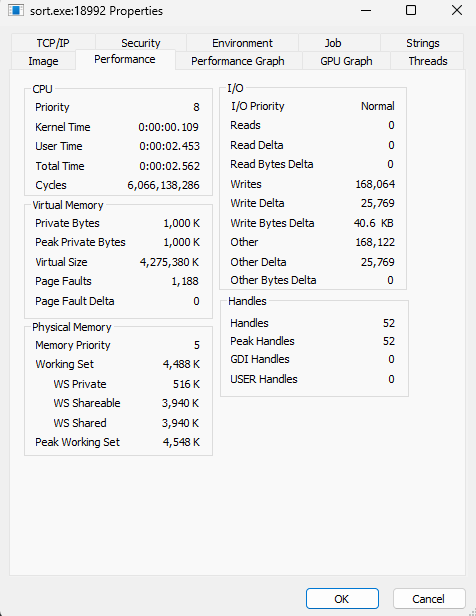 sort.exe:18992 Properties
TCP/IP Security Environment Job Strings
Image Performance Performance Graph GPU Graph Threads
CPU
Priority 8
Kernel Time 0:00:00.109
User Time 0:00:02.453
Total Time 0:00:02.562
Cycles 6,066,138,286
Virtual Memory
Private Bytes 1,000 K
Peak Private Bytes 1,000 K
Virtual Size 4,275,380 K
Page Faults 1,188
Page Fault Delta 0
Physical Memory
Memory Priority 5
Working Set 4,488 K
WS Private 516 K
WS Shareable 3,940 K
WS Shared 3,940 K
Peak Working Set 4,548 K
I/O
I/O Priority Normal
Reads 0
Read Delta 0
Read Bytes Delta 0
Writes 168,064
Write Delta 25,769
Write Bytes Delta 40.6 KB
Other 168,122
Other Delta 25,769
Other Bytes Delta 0
Handles
Handles 52
Peak Handles 52
GDI Handles 0
USER Handles 0
OK Cancel